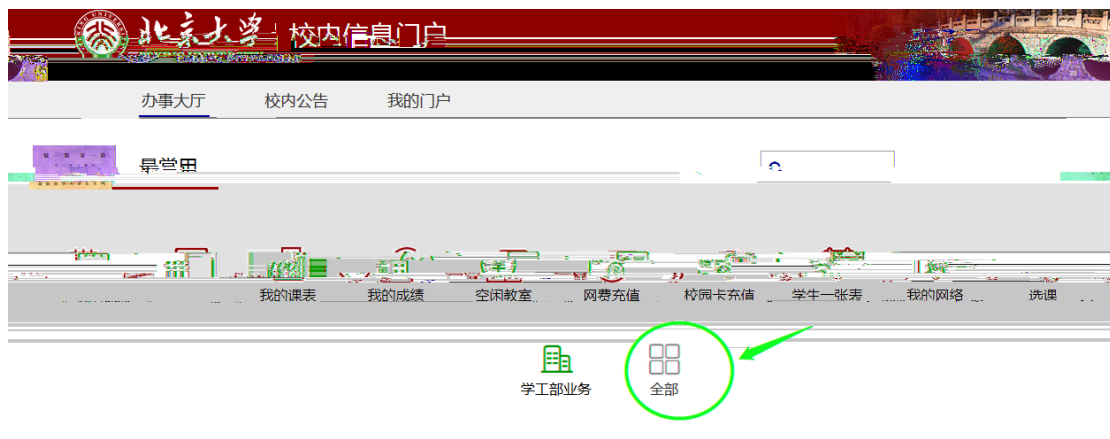 北京大学 校内信息门户
办事大厅 校内公告 我的门户
最常用
我的课表 我的成绩 空闲教室 网费充值 校园卡充值 学生一张表 我的网络 选课
学工部业务 全部